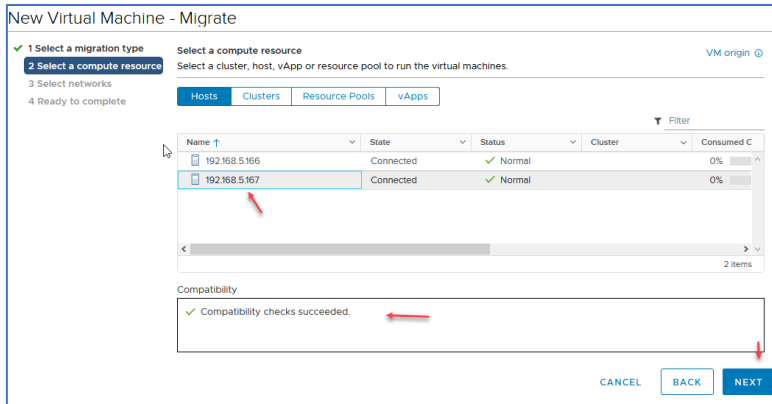 New Virtual Machine - Migrate
1 Select a migration type
2 Select a compute resource
3 Select networks
4 Ready to complete
Select a compute resource
VM origin
Select a cluster, host, vApp or resource pool to run the virtual machines.
Hosts Clusters Resource Pools vApps
Filter
Name State Status Cluster Consumed C
192.168.5.166 Connected Normal 0%
192.168.5.167 Connected Normal 0%
2 items
Compatibility
Compatibility checks succeeded.
CANCEL BACK NEXT